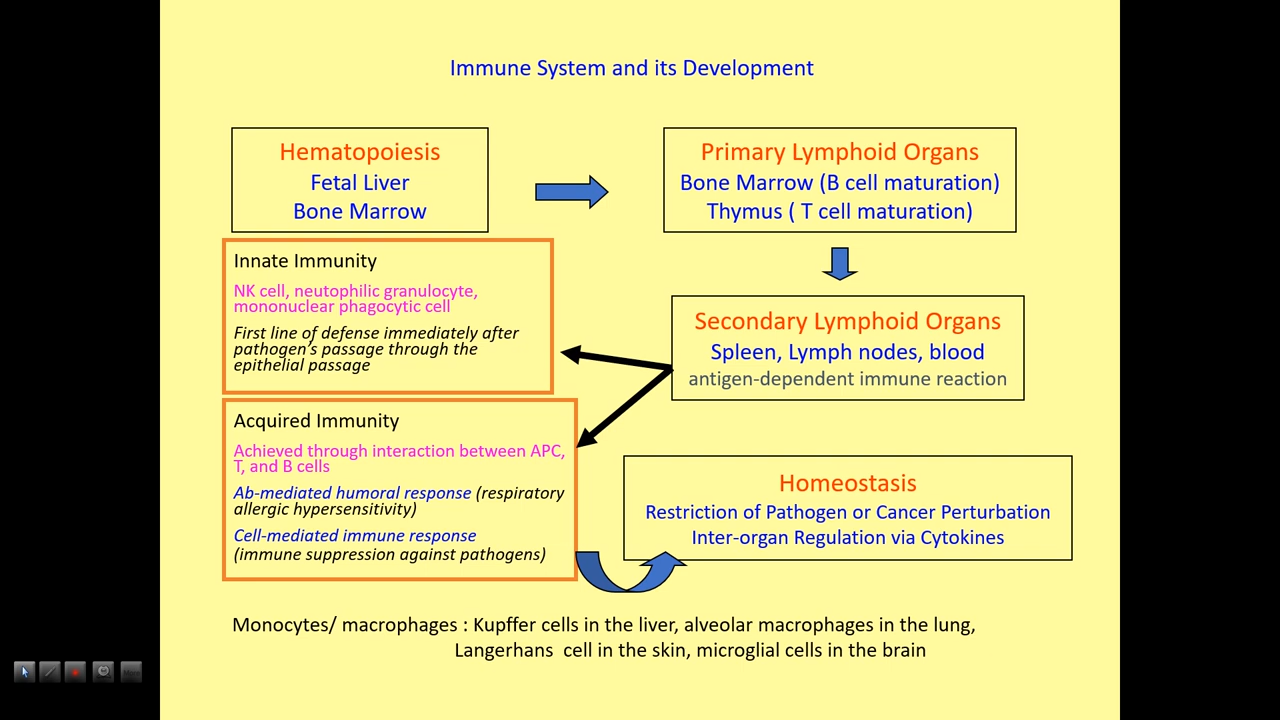 Immune System and its Development
Hematopoiesis
Fetal Liver
Bone Marrow
Primary Lymphoid Organs
Bone Marrow (B cell maturation)
Thymus ( T cell maturation)
Innate Immunity
NK cell, neutophilic granulocyte,
mononuclear phagocytic cell
First line of defense immediately after
pathogen's passage through the
epithelial passage
Secondary Lymphoid Organs
Spleen, Lymph nodes, blood
antigen-dependent immune reaction
Acquired Immunity
Achieved through interaction between APC,
T, and B cells
Ab-mediated humoral response (respiratory
allergic hypersensitivity)
Cell-mediated immune response
(immune suppression against pathogens)
Homeostasis
Restriction of Pathogen or Cancer Perturbation
Inter-organ Regulation via Cytokines
Monocytes/ macrophages : Kupffer cells in the liver, alveolar macrophages in the lung,
Langerhans  cell in the skin, microglial cells in the brain